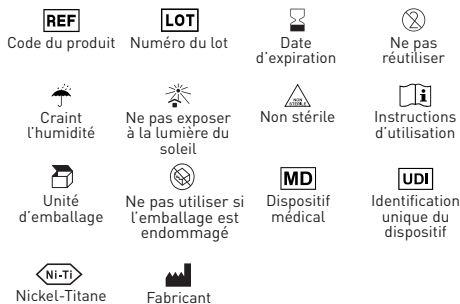 REF
LOT
2
Code du produit
Numéro du lot
Date
d'expiration
Ne pas
réutiliser
NON
STERILE
i
Craint
l'humidité
Ne pas exposer
à la lumière du
soleil
Non stérile
Instructions
d'utilisation
MD
UDI
Unité
d'emballage
Ne pas utiliser si
l'emballage est
endommagé
Dispositif
médical
Identification
unique du
dispositif
Ni-Ti
Nickel-Titane
Fabricant